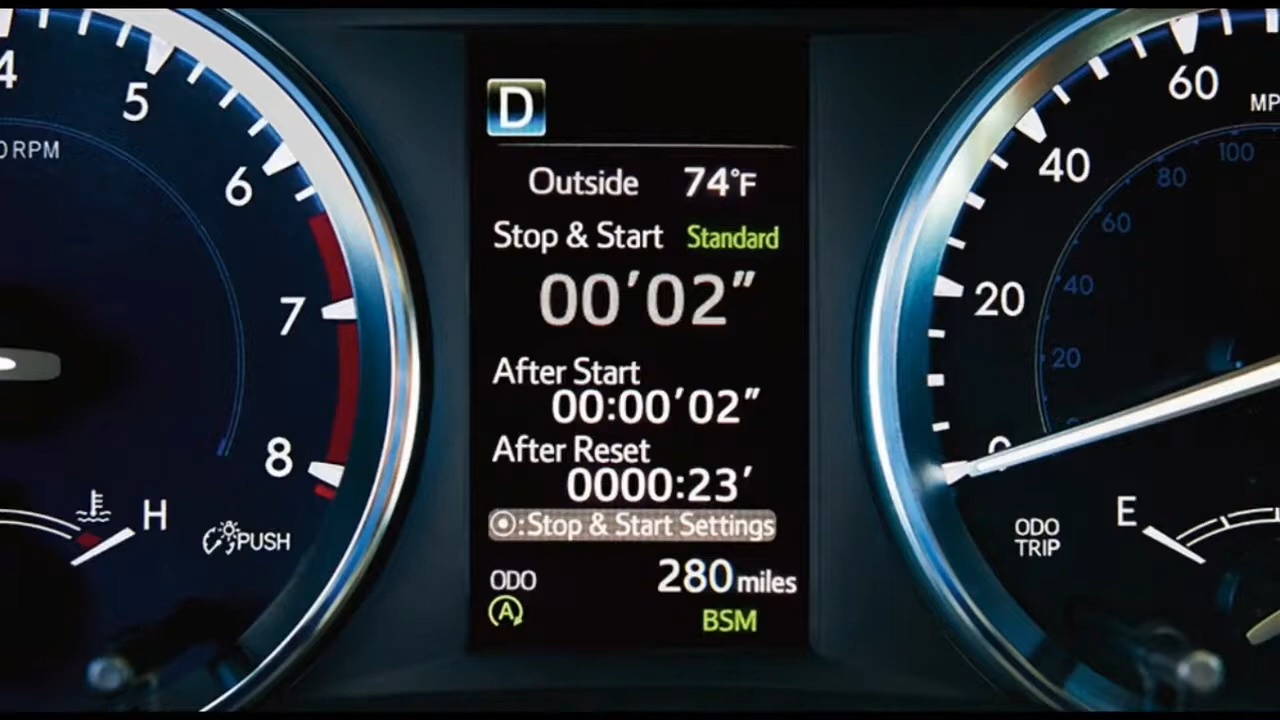 4
5
6
7
8
0 RPM
H
PUSH
D
Outside 74°F
Stop & Start Standard
00'02"
After Start
00:00'02"
After Reset
0000:23'
:Stop & Start Settings
ODO 280 miles
A
BSM
60
40
20
0
100
80
60
40
20
ODO
TRIP
E